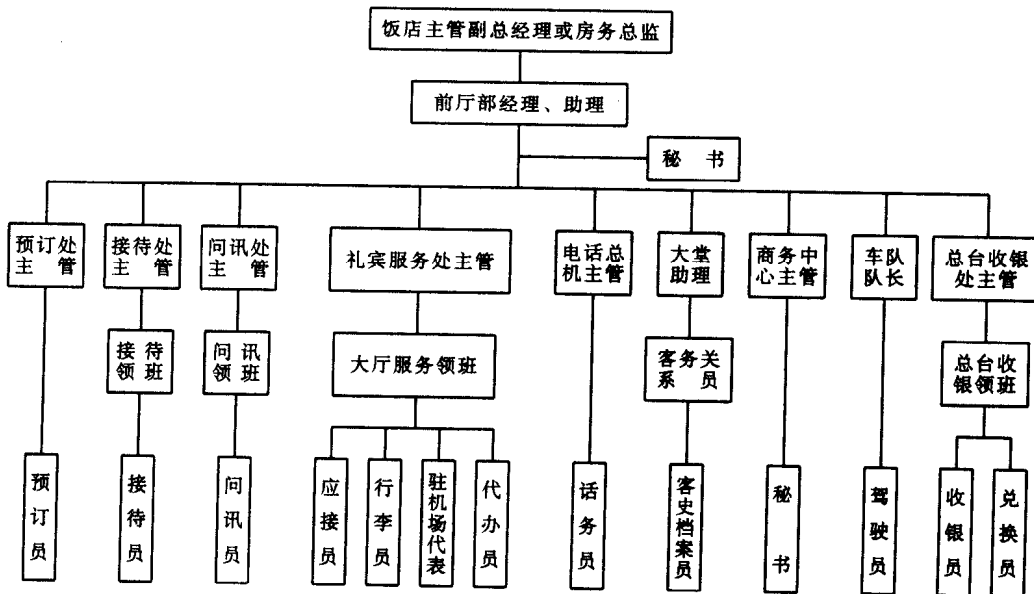 饭店主管副总经理或房务总监
前厅部经理、助理
秘书
预订处
主管
接待处
主管
问讯处
主管
礼宾服务处主管
电话总
机主管
大堂
助理
商务中
心主管
车队
队长
总台收银
处主管
接待
领班
问讯
领班
大厅服务领班
客务关
系员
总台收
银领班
预订员
接待员
问讯员
应接员
行李员
驻机场代表
代办员
话务员
客史档案员
秘书
驾驶员
收银员
兑换员